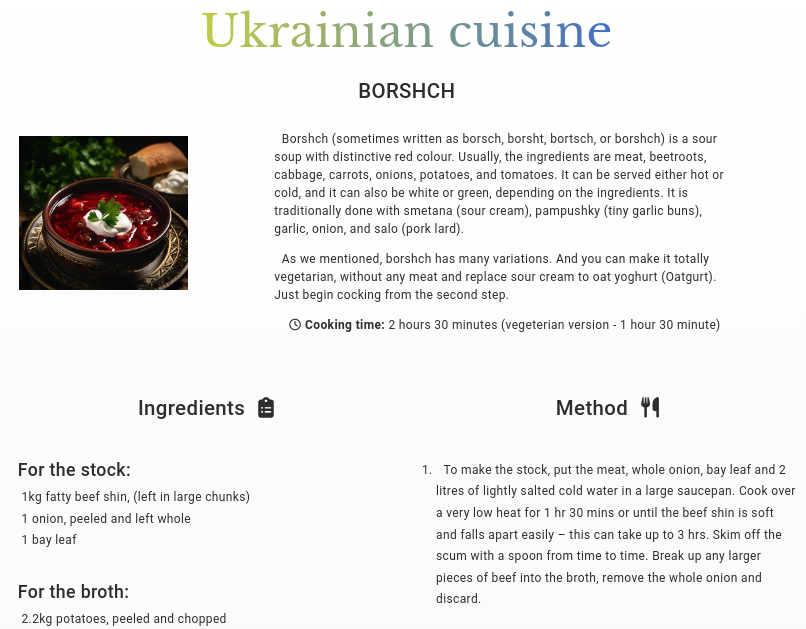 Ukrainian cuisine
BORSHCH
Borshch (sometimes written as borsch, borsht, bortsch, or borshch) is a sour
soup with distinctive red colour. Usually, the ingredients are meat, beetroots,
cabbage, carrots, onions, potatoes, and tomatoes. It can be served either hot or
cold, and it can also be white or green, depending on the ingredients. It is
traditionally done with smetana (sour cream), pampushky (tiny garlic buns),
garlic, onion, and salo (pork lard).
As we mentioned, borshch has many variations. And you can make it totally
vegetarian, without any meat and replace sour cream to oat yoghurt (Oatgurt).
Just begin cocking from the second step.
Cooking time: 2 hours 30 minutes (vegeterian version - 1 hour 30 minute)
Ingredients
For the stock:
1kg fatty beef shin, (left in large chunks)
1 onion, peeled and left whole
1 bay leaf
For the broth:
2.2kg potatoes, peeled and chopped
Method
1. To make the stock, put the meat, whole onion, bay leaf and 2
litres of lightly salted cold water in a large saucepan. Cook over
a very low heat for 1 hr 30 mins or until the beef shin is soft
and falls apart easily – this can take up to 3 hrs. Skim off the
scum with a spoon from time to time. Break up any larger
pieces of beef into the broth, remove the whole onion and
discard.